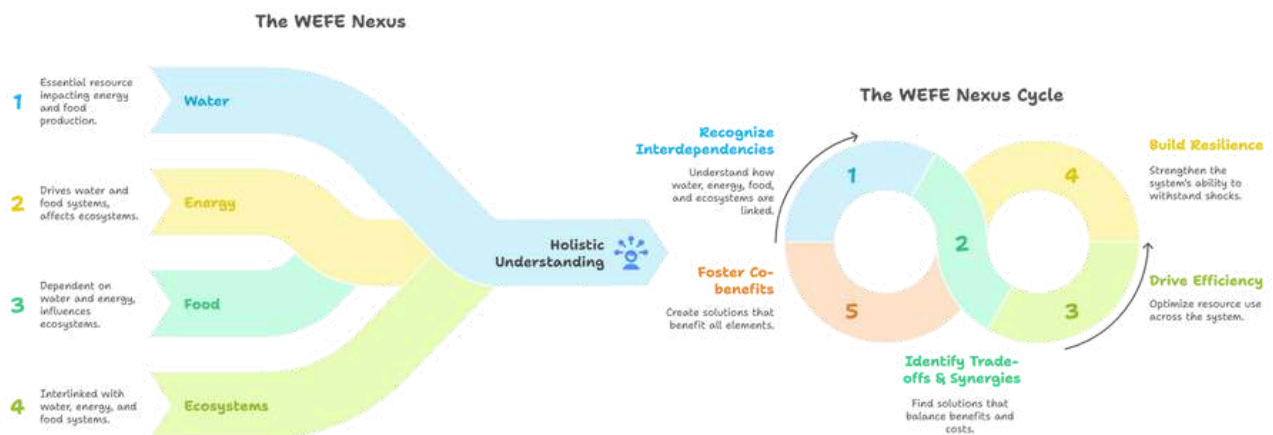 The WEFE Nexus
1
Essential resource
impacting energy
and food
production.
Water
2
Drives water and
food systems,
affects ecosystems.
Energy
3
Dependent on
water and energy,
influences
ecosystems.
Food
4
Interlinked with
water, energy, and
food systems.
Ecosystems
Holistic
Understanding
The WEFE Nexus Cycle
Recognize
Interdependencies
Understand how
water, energy, food,
and ecosystems are
linked.
1
Identify Trade-
offs & Synergies
Find solutions that
balance benefits and
costs.
2
Drive Efficiency
Optimize resource use
across the system.
3
Build Resilience
Strengthen the
system's ability to
withstand shocks.
4
Foster Co-
benefits
Create solutions that
benefit all elements.
5